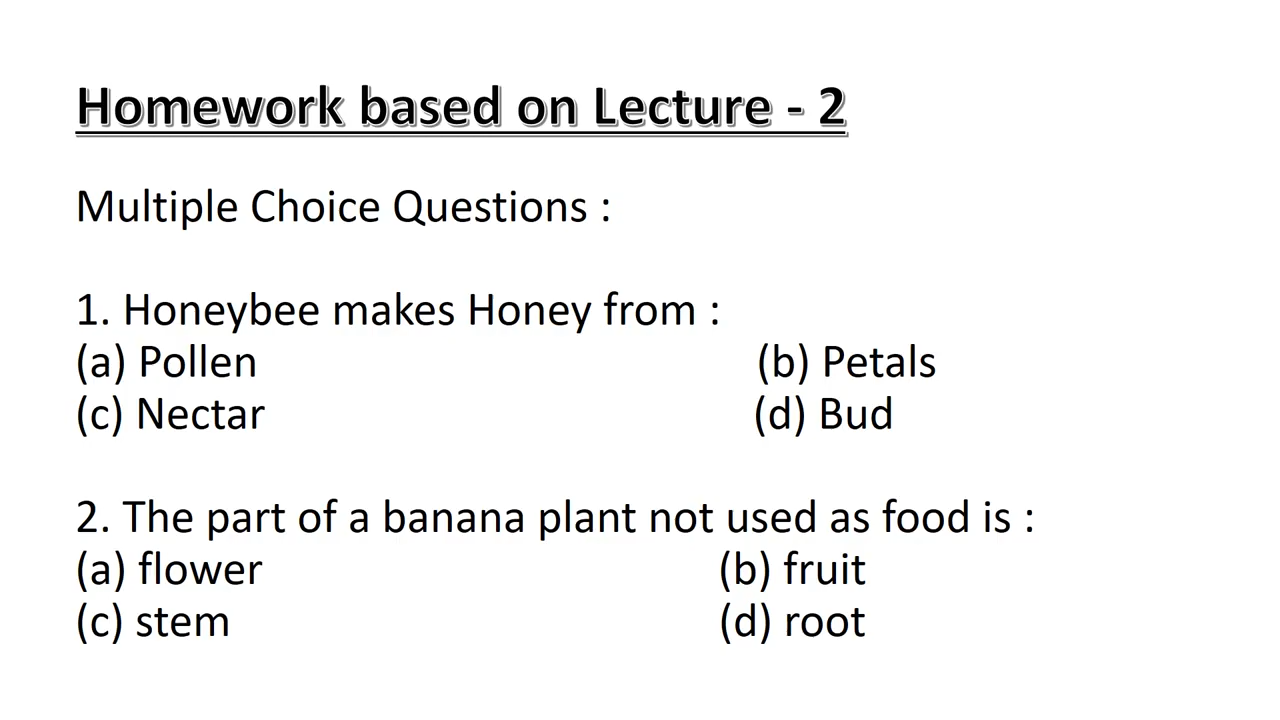 Homework based on Lecture - 2
Multiple Choice Questions :
1. Honeybee makes Honey from :
(a) Pollen (b) Petals
(c) Nectar (d) Bud
2. The part of a banana plant not used as food is :
(a) flower (b) fruit
(c) stem (d) root